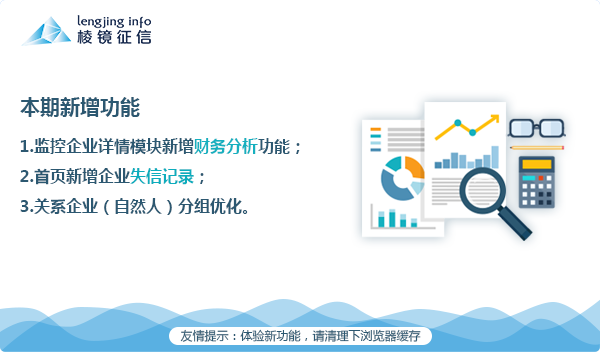 lengjing info
棱镜征信
本期新增功能
1.监控企业详情模块新增财务分析功能；
2.首页新增企业失信记录；
3.关系企业（自然人）分组优化。
友情提示：体验新功能，请清理下浏览器缓存